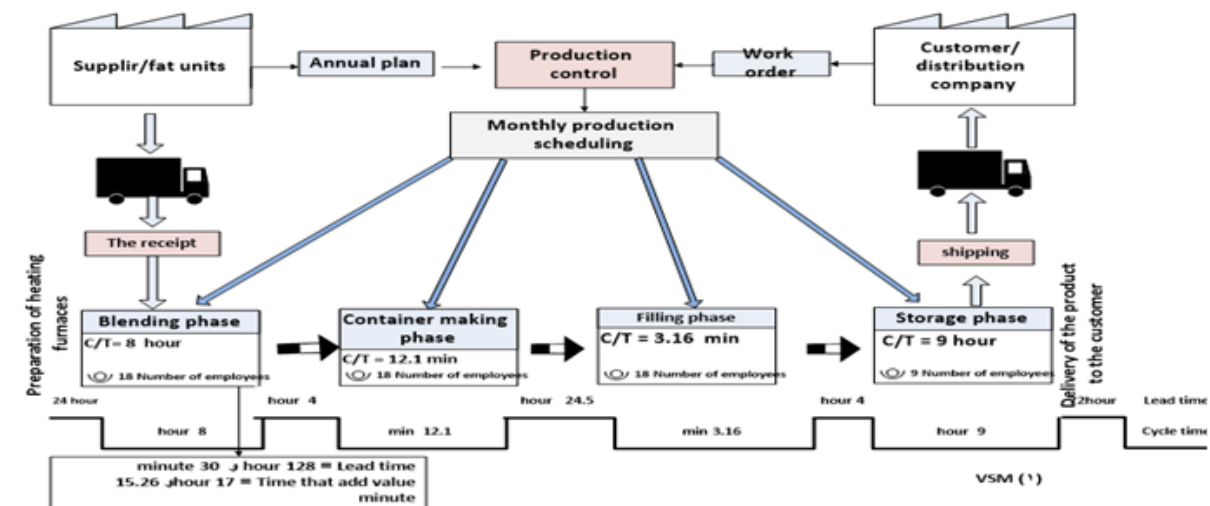 Supplir/fat units
Annual plan
Production
control
Work
order
Customer/
distribution
company
Monthly production
scheduling
The receipt
shipping
Preparation of heating
furnaces
Blending phase
C/T= 8 hour
18 Number of employees
Container making
phase
C/T = 12.1 min
18 Number of employees
Filling phase
C/T = 3.16 min
18 Number of employees
Storage phase
C/T = 9 hour
9 Number of employees
Delivery of the product
to the customer
24 hour
hour 4
hour 24.5
hour 4
2hour
Lead time
hour 8
min 12.1
min 3.16
hour 9
Cycle time
minute 30 و hour 128 = Lead time
15.26 وhour 17 = Time that add value
minute
VSM (١)